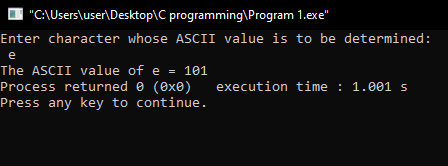 "C:\Users\user\Desktop\C programming\Program 1.exe"
Enter character whose ASCII value is to be determined:
e
The ASCII value of e = 101
Process returned 0 (0x0)   execution time : 1.001 s
Press any key to continue.